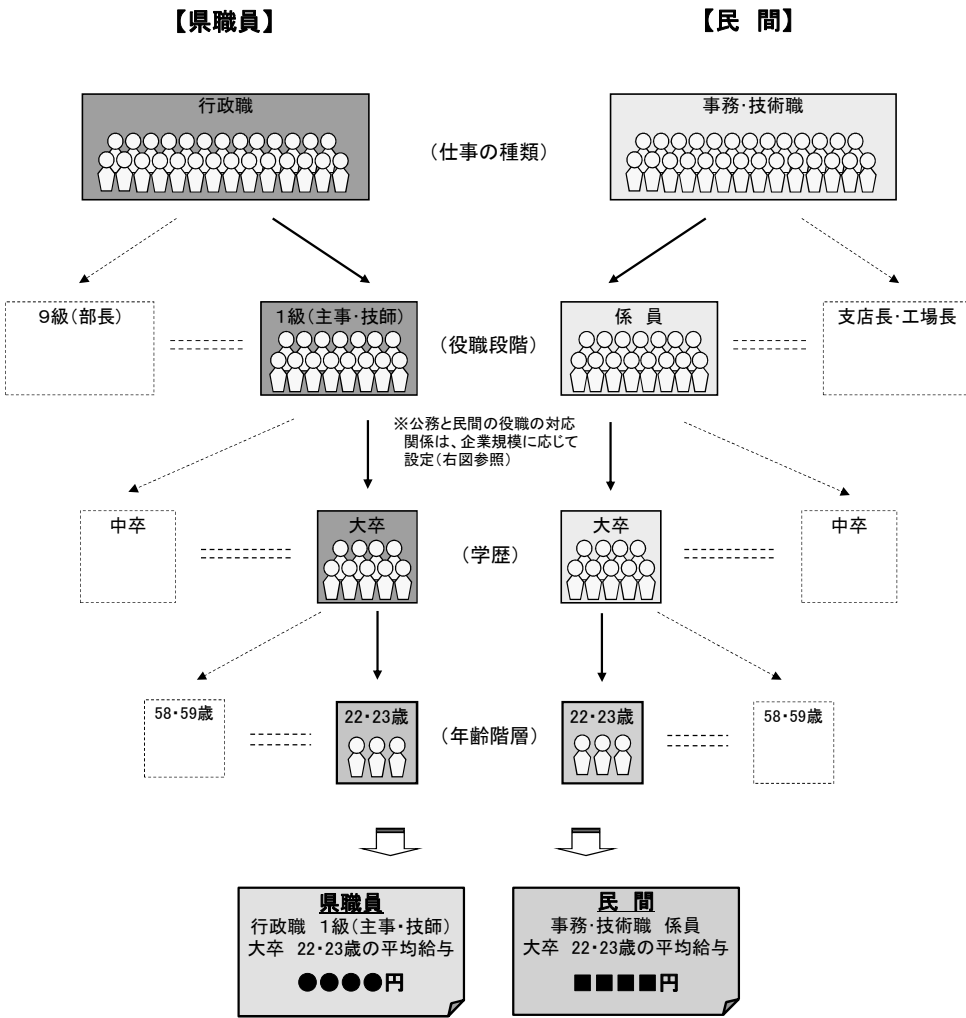 【県職員】
【民 間】
行政職
(仕事の種類)
事務・技術職
9級(部長)
1級(主事・技師)
(役職段階)
係 員
支店長・工場長
※公務と民間の役職の対応
関係は、企業規模に応じて
設定(右図参照)
中卒
大卒
(学歴)
大卒
中卒
58・59歳
22・23歳
(年齢階層)
22・23歳
58・59歳
県職員
行政職 1級(主事・技師)
大卒 22・23歳の平均給与
●●●●円
民 間
事務・技術職 係員
大卒 22・23歳の平均給与
■■■■円